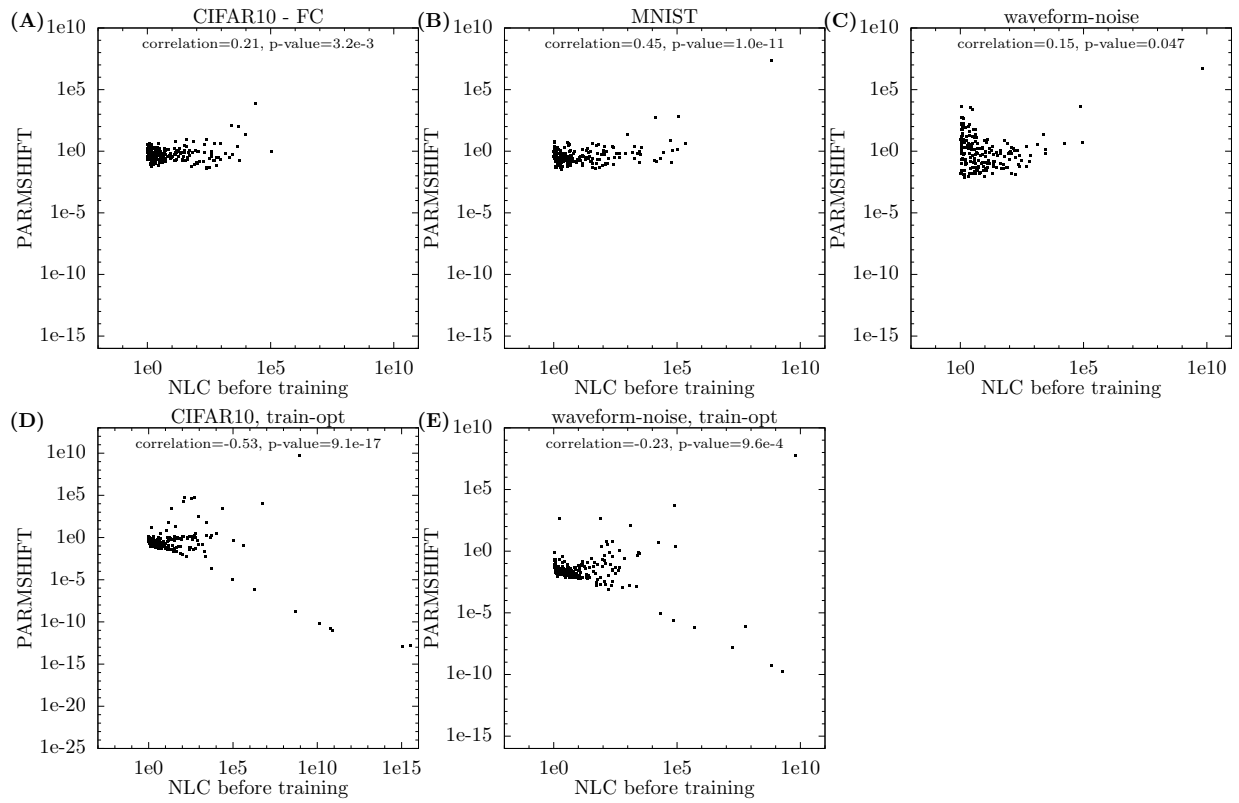 (A)
CIFAR10 - FC
correlation=0.21, p-value=3.2e-3
1e10
1e5
1e0
1e-5
1e-10
1e-15
PARMSHIFT
1e0
1e5
1e10
NLC before training
(B)
MNIST
correlation=0.45, p-value=1.0e-11
1e10
1e5
1e0
1e-5
1e-10
1e-15
PARMSHIFT
1e0
1e5
1e10
NLC before training
(C)
waveform-noise
correlation=0.15, p-value=0.047
1e10
1e5
1e0
1e-5
1e-10
1e-15
PARMSHIFT
1e0
1e5
1e10
NLC before training
(D)
CIFAR10, train-opt
correlation=-0.53, p-value=9.1e-17
1e10
1e5
1e0
1e-5
1e-10
1e-15
1e-20
1e-25
PARMSHIFT
1e0
1e5
1e10
1e15
NLC before training
(E)
waveform-noise, train-opt
correlation=-0.23, p-value=9.6e-4
1e10
1e5
1e0
1e-5
1e-10
1e-15
PARMSHIFT
1e0
1e5
1e10
NLC before training